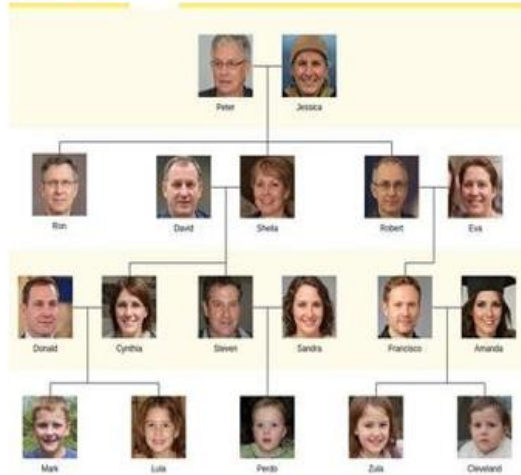 Peter Jessica
Ron David Sheila Robert Eva
Donald Cynthia Steven Sandra Francisco Amanda
Mark Lula Perdo Zula Cleveland